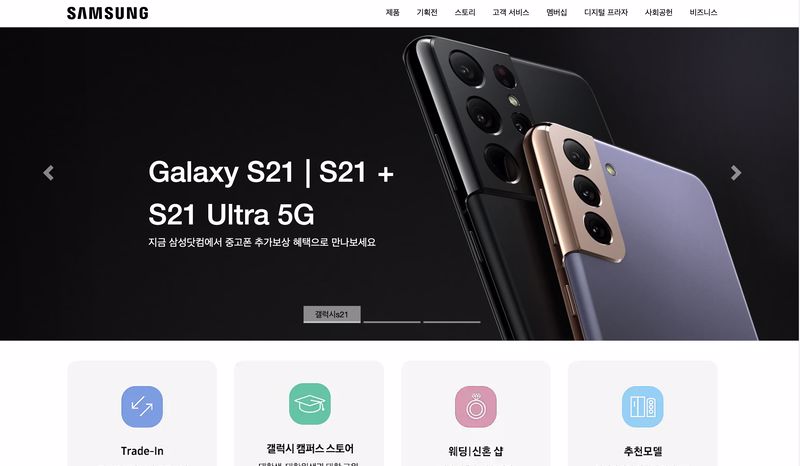 SAMSUNG
제품 기획전 스토리 고객 서비스 멤버십 디지털 프라자 사회공헌 비즈니스
Galaxy S21 | S21 +
S21 Ultra 5G
지금 삼성닷컴에서 중고폰 추가보상 혜택으로 만나보세요
갤럭시s21
Trade-In 갤럭시 캠퍼스 스토어 웨딩|신혼 샵 추천모델